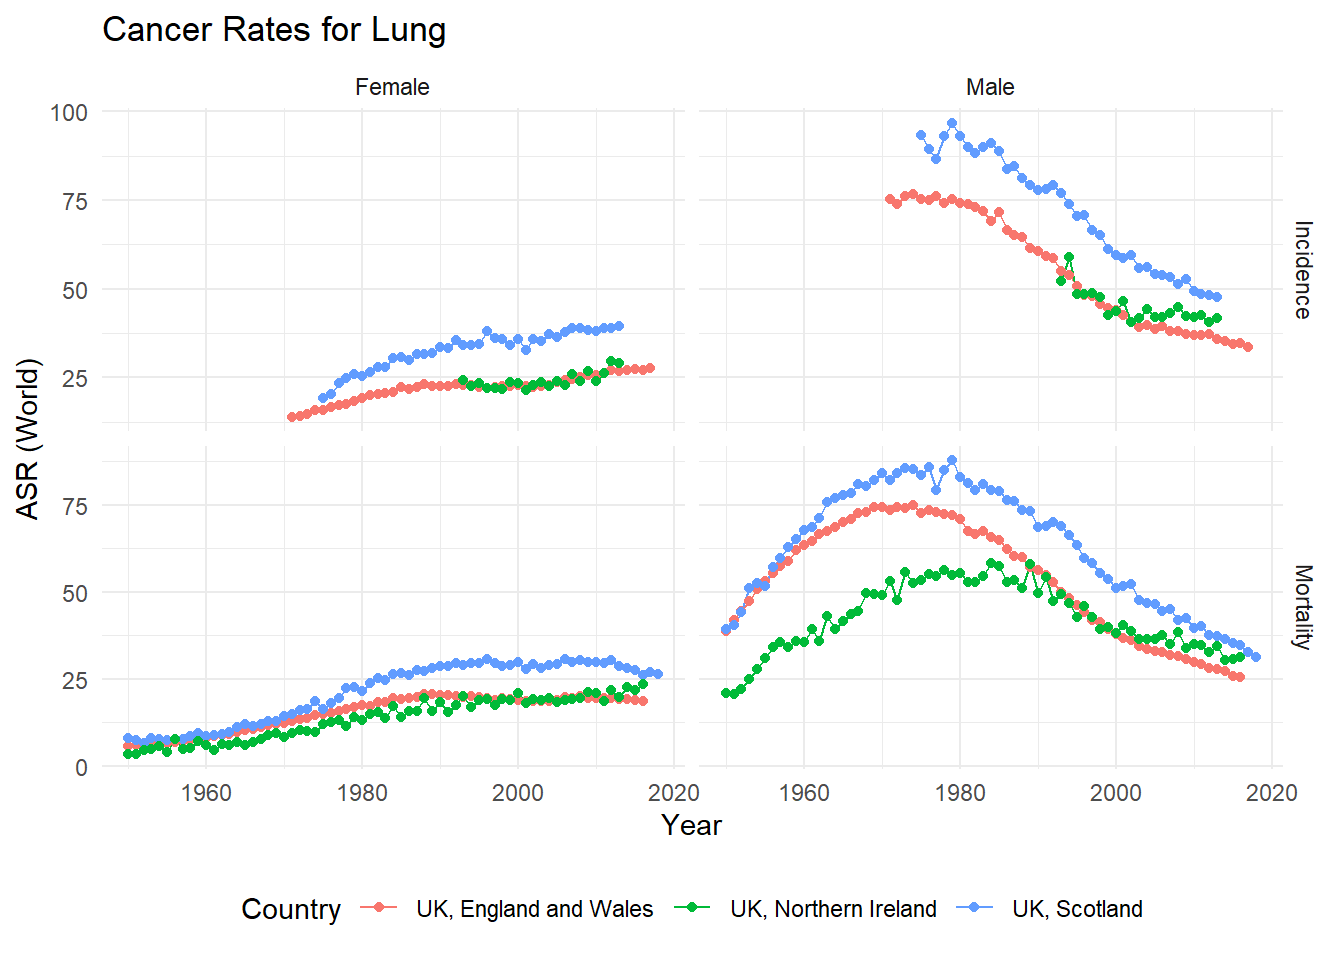 Cancer Rates for Lung
Female Male
100
75
50
25
Incidence
ASR (World)
75
50
25
0
Mortality
1960 1980 2000 2020 1960 1980 2000 2020
Year
Country UK, England and Wales UK, Northern Ireland UK, Scotland